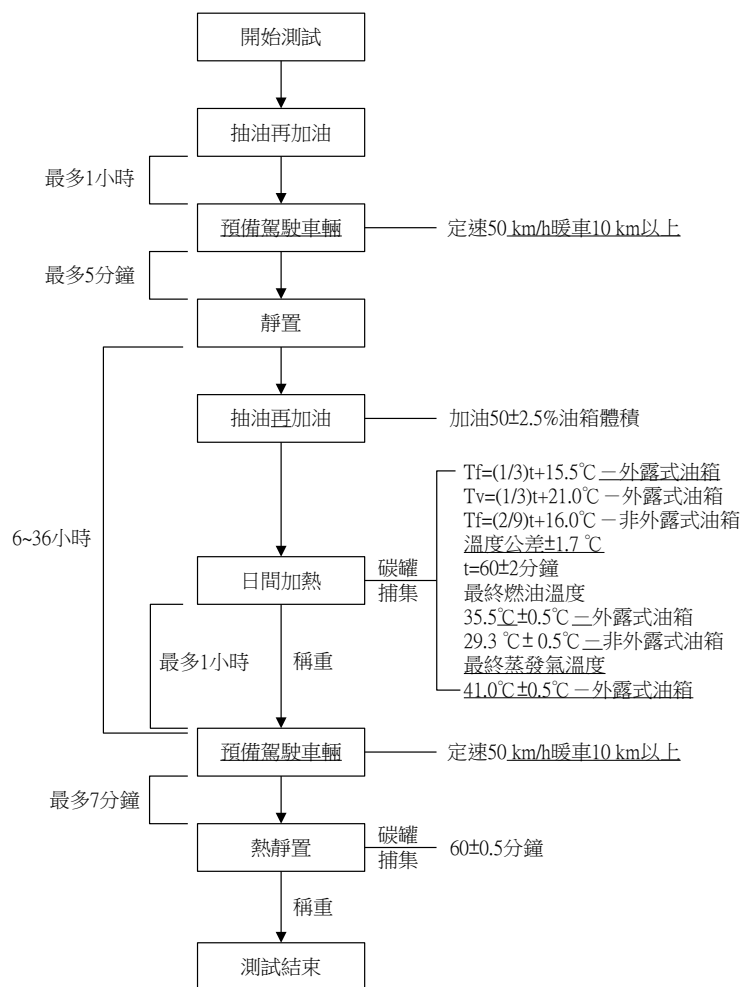 開始測試
抽油再加油
最多1小時
預備駕駛車輛
定速50 km/h暖車10 km以上
最多5分鐘
靜置
抽油再加油
加油50±2.5%油箱體積
6~36小時
日間加熱
碳罐
捕集
Tf=(1/3)t+15.5℃－外露式油箱
Tv=(1/3)t+21.0℃－外露式油箱
Tf=(2/9)t+16.0℃－非外露式油箱
溫度公差±1.7 ℃
t=60±2分鐘
最終燃油溫度
35.5℃±0.5℃－外露式油箱
29.3 ℃± 0.5℃－非外露式油箱
最終蒸發氣溫度
41.0℃±0.5℃－外露式油箱
最多1小時
稱重
預備駕駛車輛
定速50 km/h暖車10 km以上
最多7分鐘
熱靜置
碳罐
捕集
60±0.5分鐘
稱重
測試結束